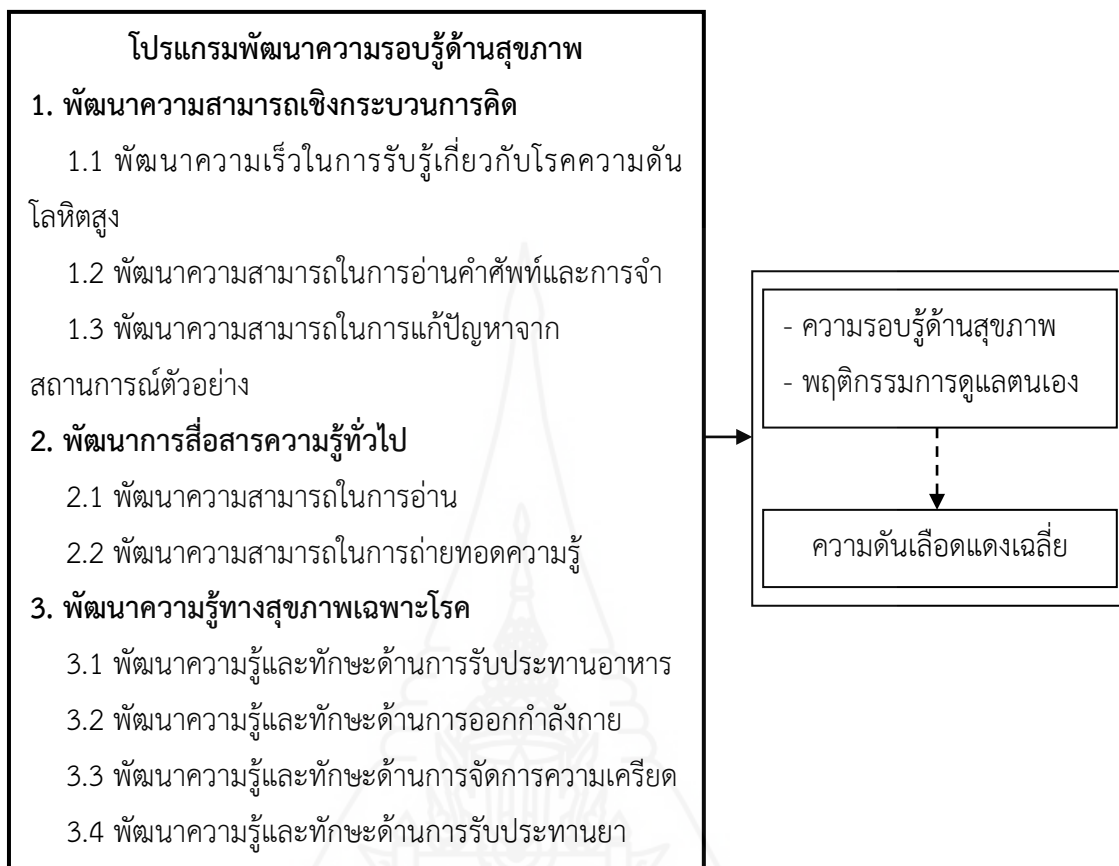 โปรแกรมพัฒนาความรอบรู้ด้านสุขภาพ
1. พัฒนาความสามารถเชิงกระบวนการคิด
1.1 พัฒนาความเร็วในการรับรู้เกี่ยวกับโรคความดัน
โลหิตสูง
1.2 พัฒนาความสามารถในการอ่านคำศัพท์และการจำ
1.3 พัฒนาความสามารถในการแก้ปัญหาจาก
สถานการณ์ตัวอย่าง
2. พัฒนาการสื่อสารความรู้ทั่วไป
2.1 พัฒนาความสามารถในการอ่าน
2.2 พัฒนาความสามารถในการถ่ายทอดความรู้
3. พัฒนาความรู้ทางสุขภาพเฉพาะโรค
3.1 พัฒนาความรู้และทักษะด้านการรับประทานอาหาร
3.2 พัฒนาความรู้และทักษะด้านการออกกำลังกาย
3.3 พัฒนาความรู้และทักษะด้านการจัดการความเครียด
3.4 พัฒนาความรู้และทักษะด้านการรับประทานยา
- ความรอบรู้ด้านสุขภาพ
- พฤติกรรมการดูแลตนเอง
ความดันเลือดแดงเฉลี่ย